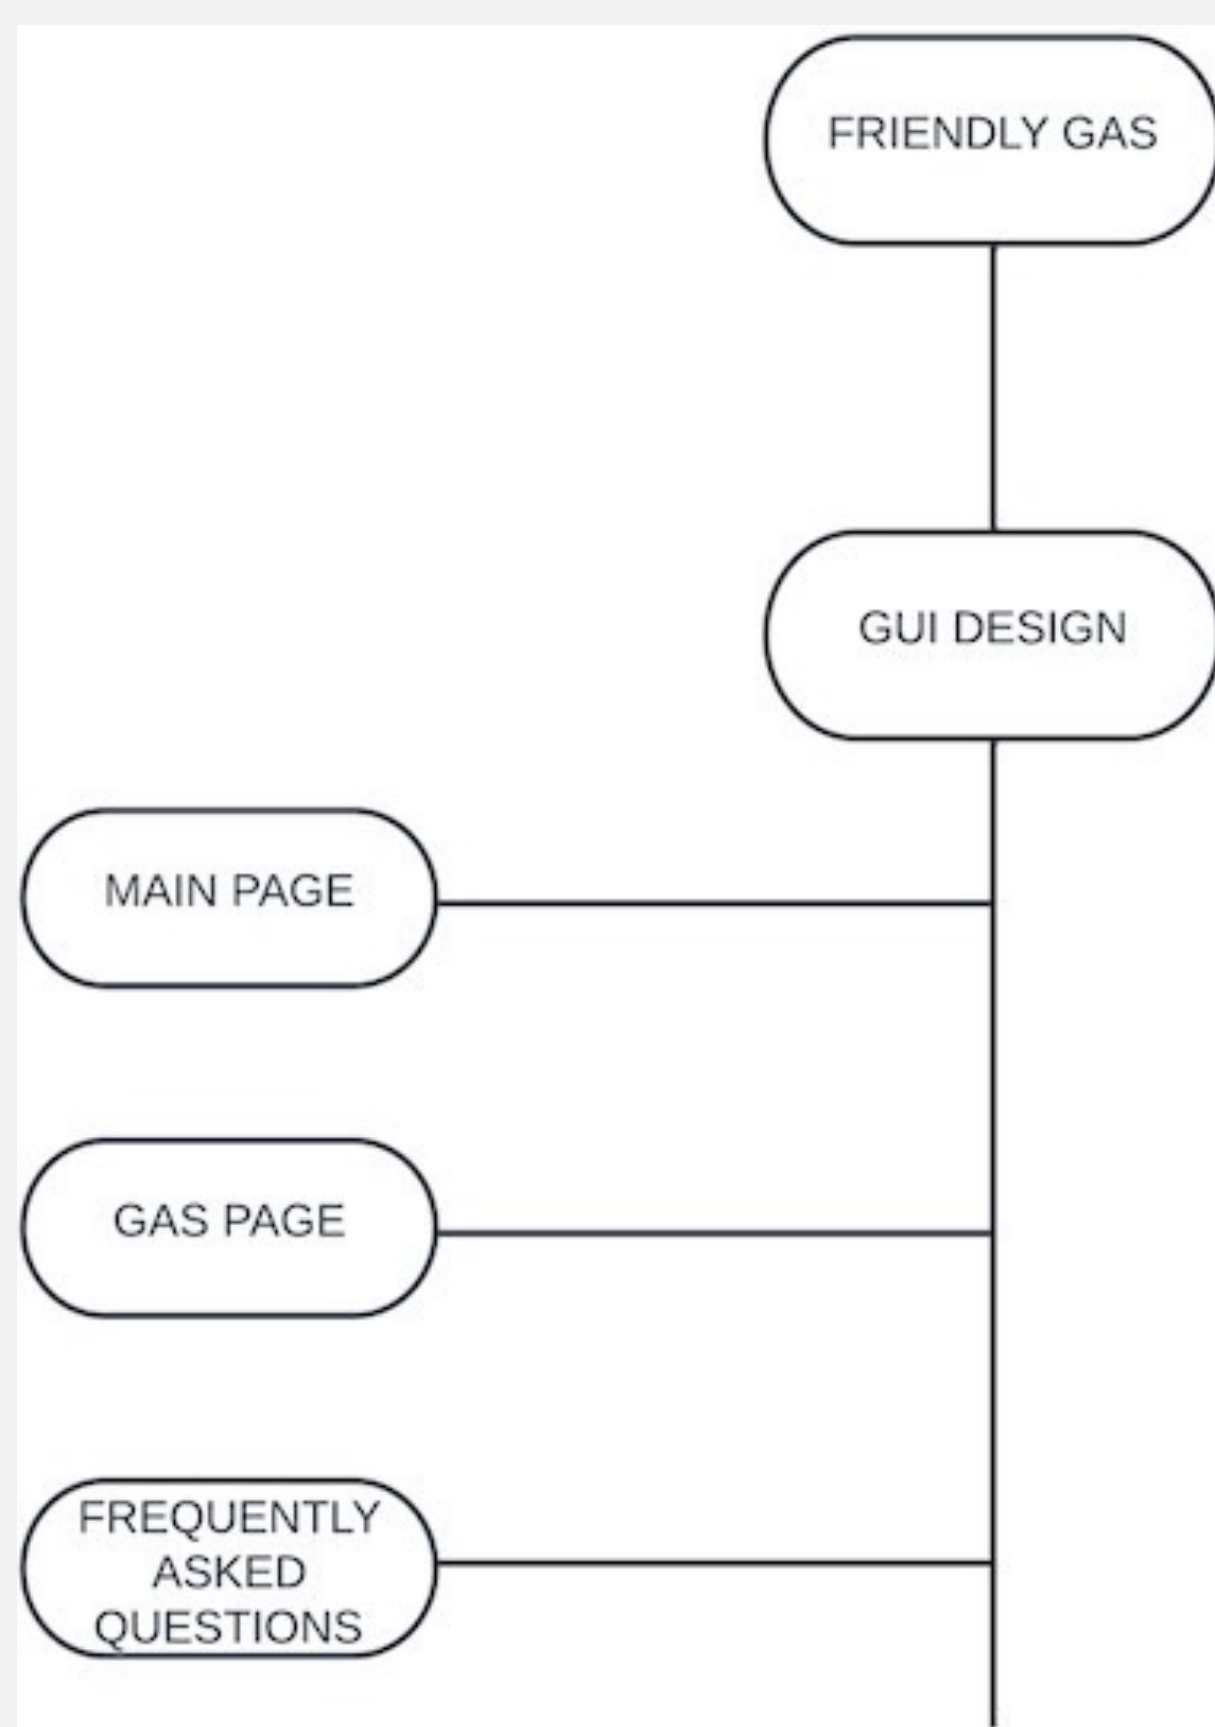 FRIENDLY GAS
GUI DESIGN
MAIN PAGE
GAS PAGE
FREQUENTLY
ASKED
QUESTIONS